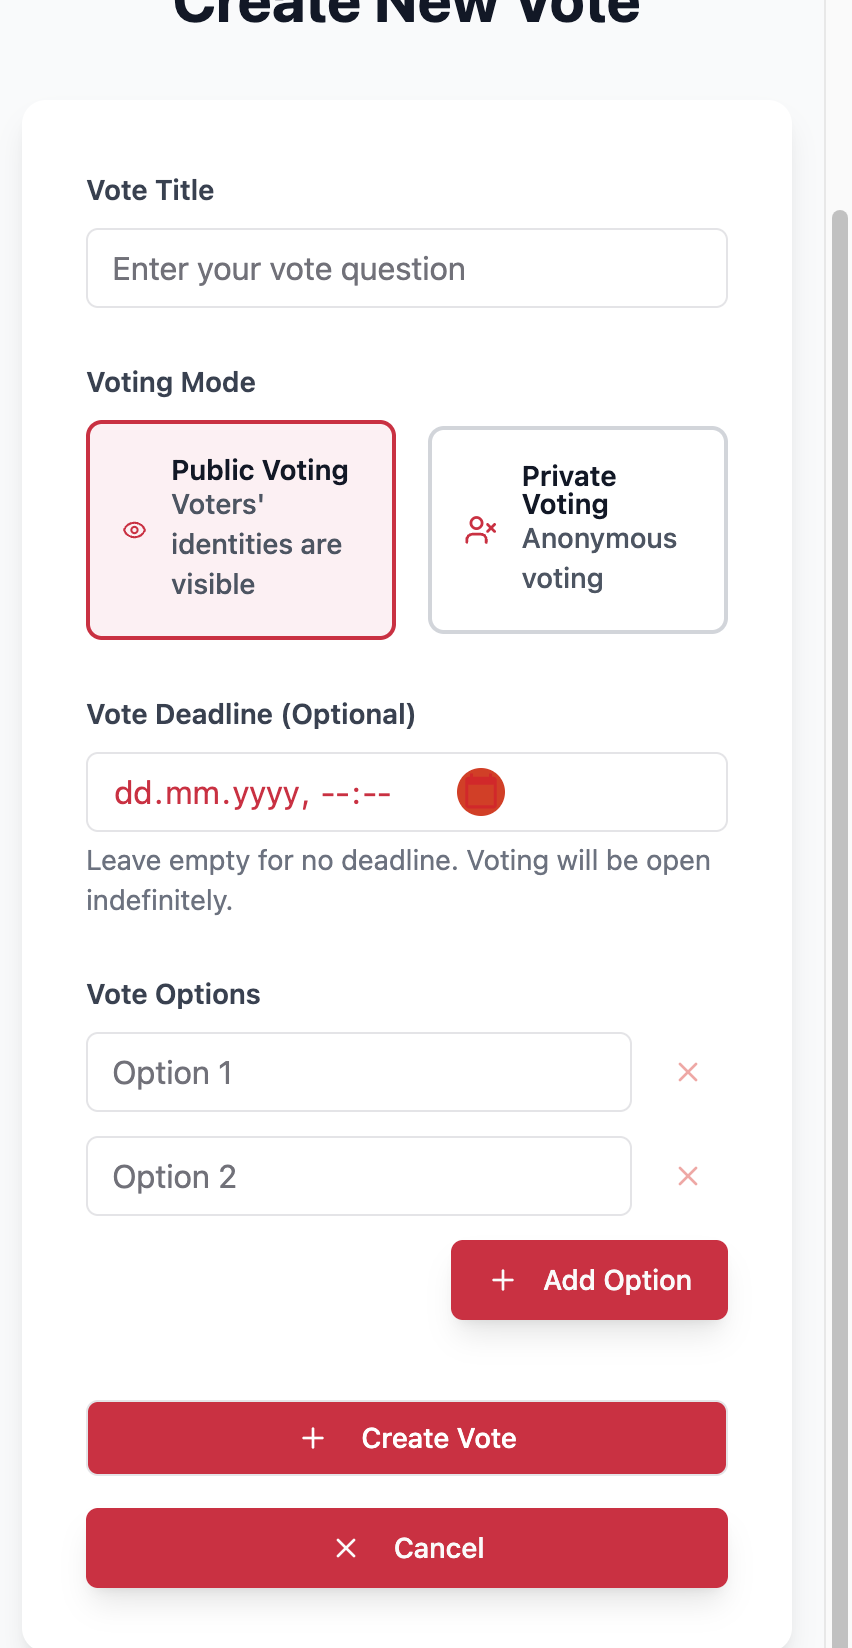 Create New Vote
Vote Title
Enter your vote question
Voting Mode
Public Voting
Voters'
identities are
visible
Private
Voting
Anonymous
voting
Vote Deadline (Optional)
dd.mm.yyyy, --:--
Leave empty for no deadline. Voting will be open
indefinitely.
Vote Options
Option 1
Option 2
Add Option
Create Vote
Cancel